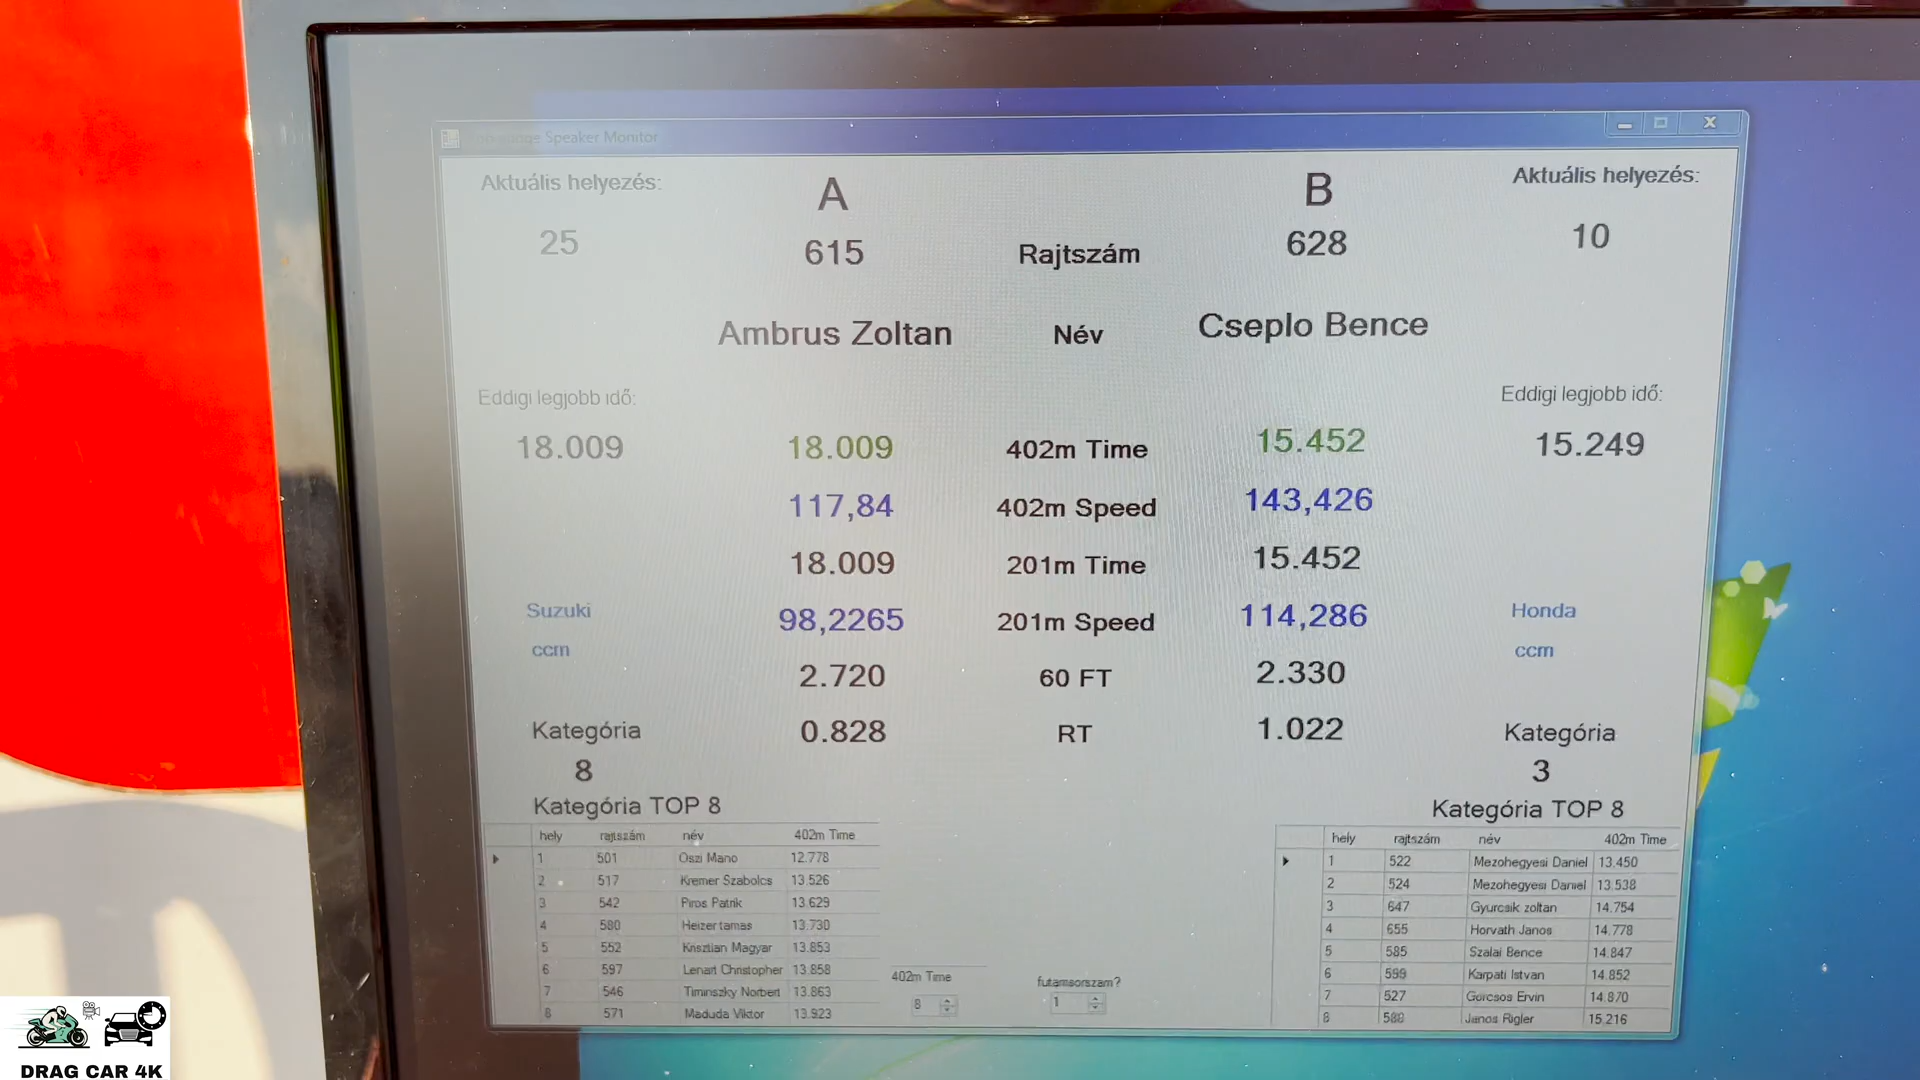 Speaker Monitor
Aktuális helyezés: A B Aktuális helyezés:
25 615 Rajtszám 628 10
Ambrus Zoltan Név Cseplo Bence
Eddigi legjobb idő: Eddigi legjobb idő:
18.009 18.009 402m Time 15.452 15.249
117,84 402m Speed 143,426
18.009 201m Time 15.452
Suzuki 98,2265 201m Speed 114,286 Honda
ccm ccm
2.720 60 FT 2.330
Kategória 0.828 RT 1.022 Kategória
8 3
Kategória TOP 8 Kategória TOP 8
hely rajtszám név 402m Time
1 501 Oszi Mano 12.778
2 517 Kremer Szabolcs 13.526
3 542 Piros Patrik 13.629
4 580 Heizer tamas 13.730
5 552 Krisztian Magyar 13.853
6 597 Lenart Christopher 13.858
7 546 Timinszky Norbert 13.863
8 571 Maduda Viktor 13.923
402m Time
8
futamsorszam?
1
hely rajtszám név 402m Time
1 522 Mezohegyesi Daniel 13.450
2 524 Mezohegyesi Daniel 13.538
3 647 Gyurcsik zoltan 14.754
4 655 Horvath Janos 14.778
5 585 Szalai Bence 14.847
6 599 Karpati Istvan 14.852
7 527 Gorcsos Ervin 14.870
8 Janos Rigler 15.216
DRAG CAR 4K